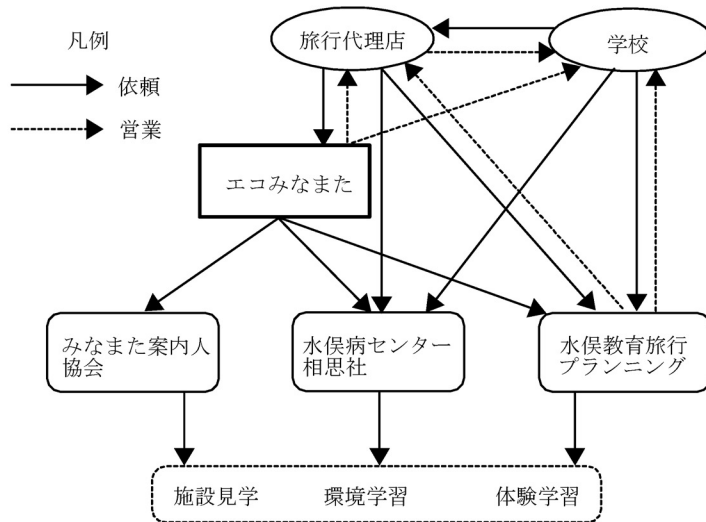 凡例
依頼
営業
旅行代理店
学校
エコみなまた
みなまた案内人
協会
水俣病センター
相思社
水俣教育旅行
プランニング
施設見学
環境学習
体験学習